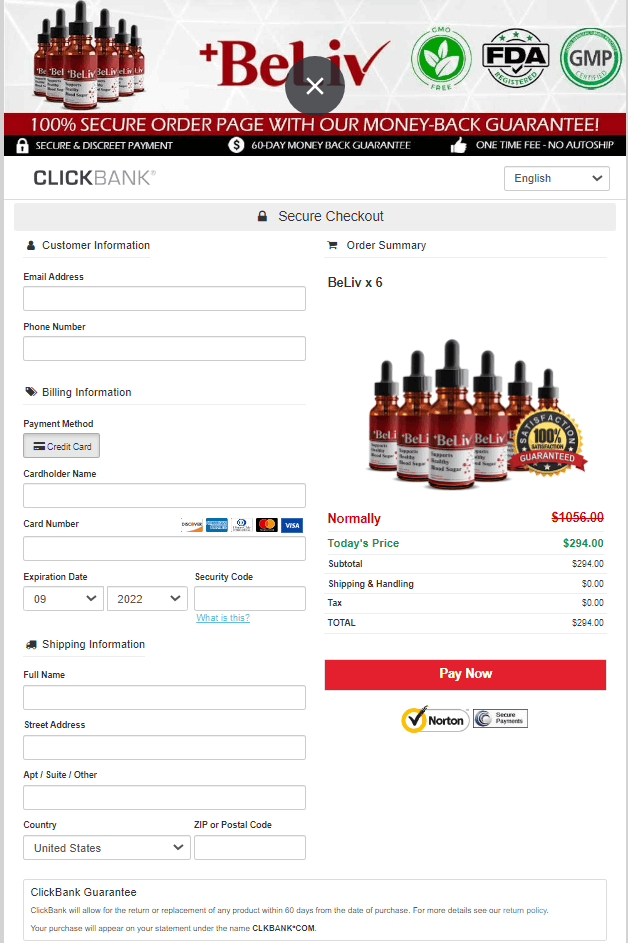 +BeLiv
GMO
FREE
FDA
REGISTERED
GMP
CERTIFIED
100% SECURE ORDER PAGE WITH OUR MONEY-BACK GUARANTEE!
SECURE & DISCREET PAYMENT
60-DAY MONEY BACK GUARANTEE
ONE TIME FEE - NO AUTOSHIP
CLICKBANK®
English
Secure Checkout
Customer Information
Order Summary
Email Address
BeLiv x 6
Phone Number
Billing Information
Payment Method
Credit Card
+BeLiv
Supports
Healthy
Blood Sugar
SATISFACTION
100%
SATISFACTION
GUARANTEED
Cardholder Name
Card Number
DISCOVER
VISA
Normally $1056.00
Today's Price $294.00
Subtotal $294.00
Shipping & Handling $0.00
Tax $0.00
TOTAL $294.00
Expiration Date
Security Code
09
2022
What is this?
Shipping Information
Pay Now
Full Name
Norton
Secure
Payments
Street Address
Apt / Suite / Other
Country
ZIP or Postal Code
United States
ClickBank Guarantee
ClickBank will allow for the return or replacement of any product within 60 days from the date of purchase. For more details see our return policy.
Your purchase will appear on your statement under the name CLKBANK*COM.